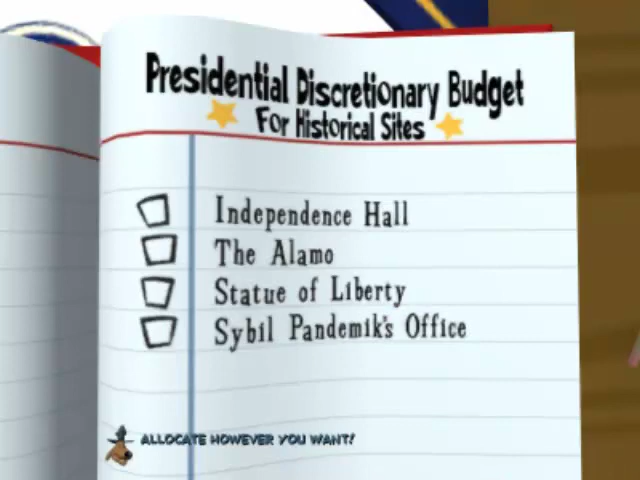 Presidential Discretionary Budget
For Historical Sites
Independence Hall
The Alamo
Statue of Liberty
Sybil Pandemik's Office
ALLOCATE HOWEVER YOU WANT!